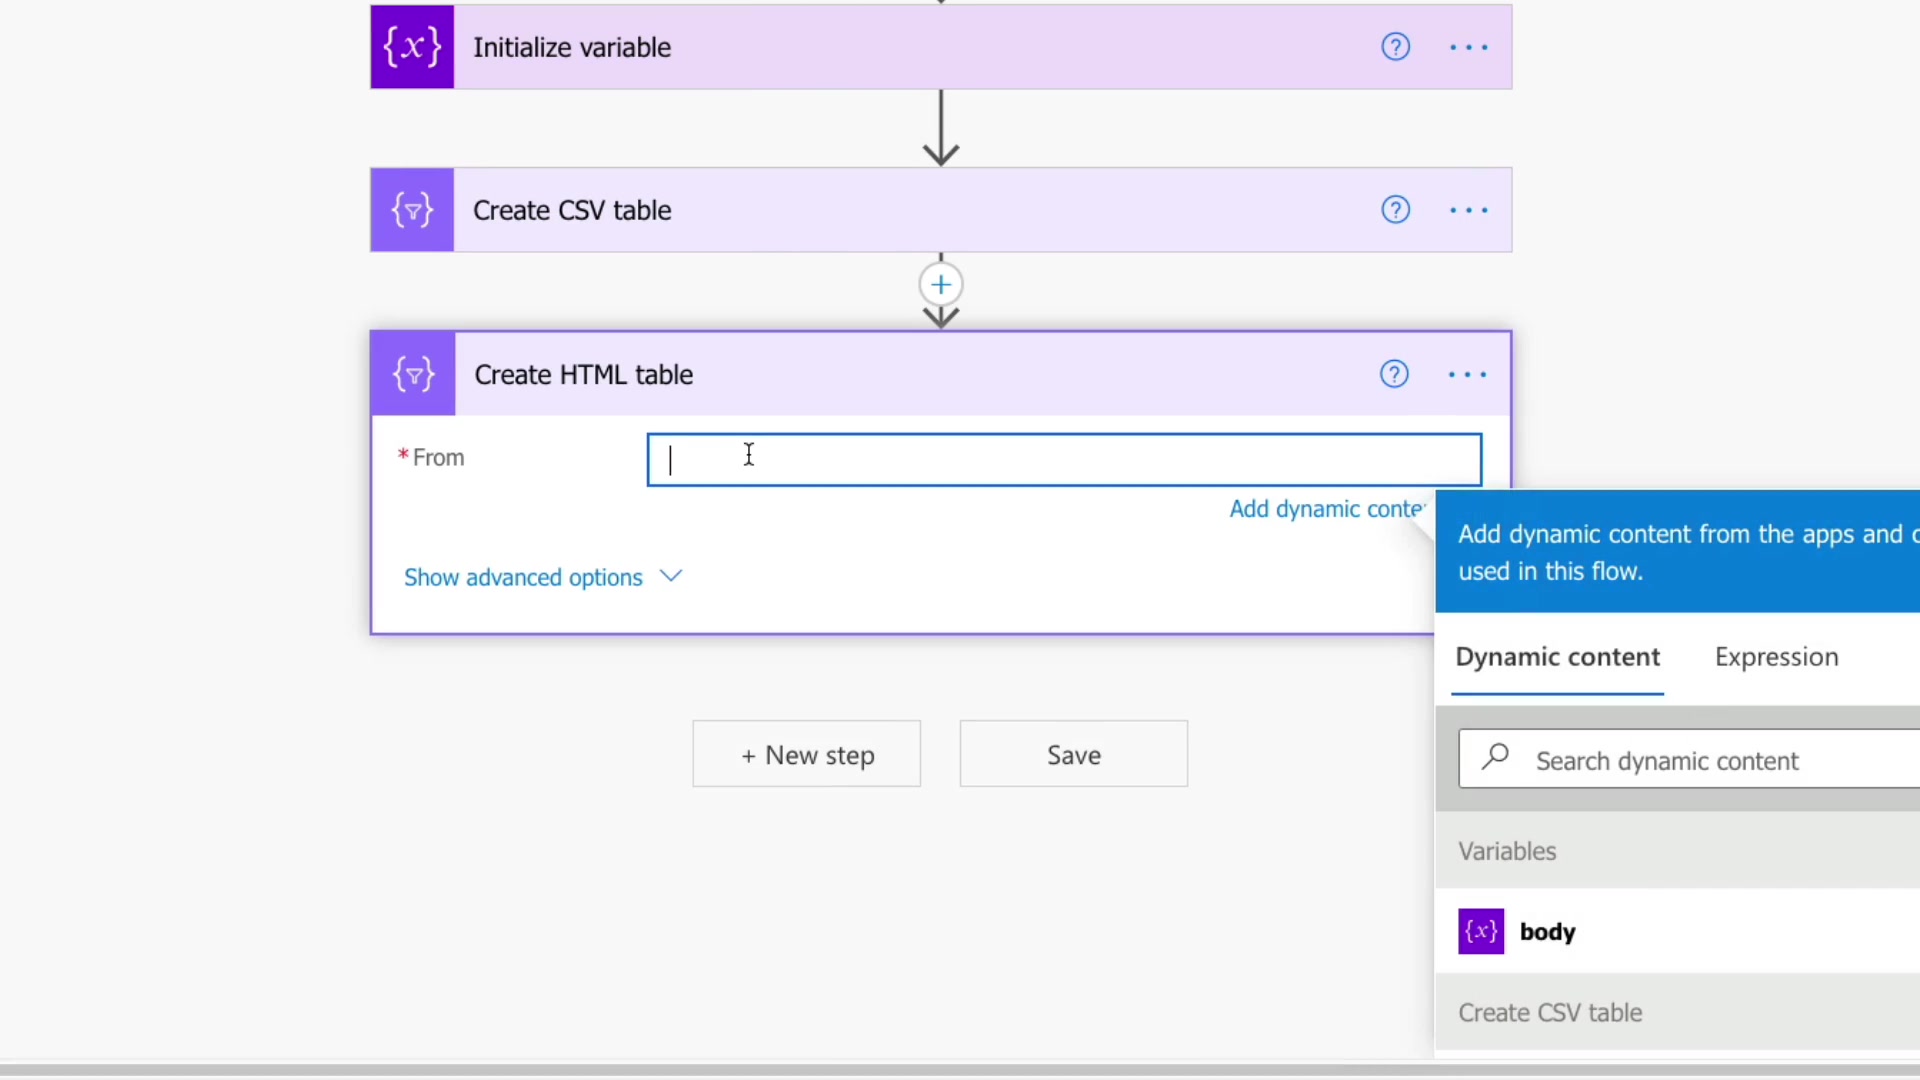 {x} Initialize variable ? ...
Create CSV table ? ...
+
Create HTML table ? ...
* From
Add dynamic conte
Show advanced options
Add dynamic content from the apps and
used in this flow.
Dynamic content Expression
+ New step Save
Search dynamic content
Variables
{x} body
Create CSV table